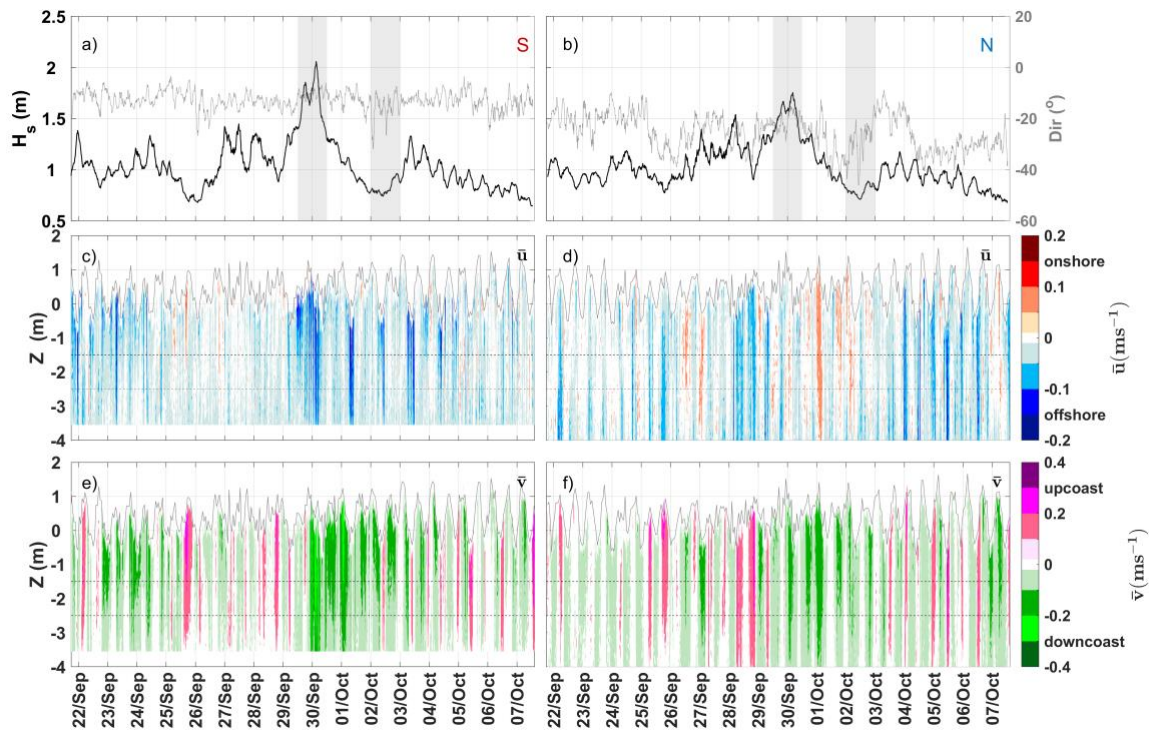 a) S
b) N
2
1.5
1
0.5
H_s (m)
20
0
-20
-40
-60
Dir (°)
c) ū
d) ū
2
1
0
-1
-2
-3
-4
Z (m)
0.2
onshore
0.1
0
-0.1
offshore
-0.2
ū(ms⁻¹)
e) v̄
f) v̄
2
1
0
-1
-2
-3
-4
Z (m)
0.4
upcoast
0.2
0
-0.2
downcoast
-0.4
v̄(ms⁻¹)
22/Sep
23/Sep
24/Sep
25/Sep
26/Sep
27/Sep
28/Sep
29/Sep
30/Sep
01/Oct
02/Oct
03/Oct
04/Oct
05/Oct
06/Oct
07/Oct
22/Sep
23/Sep
24/Sep
25/Sep
26/Sep
27/Sep
28/Sep
29/Sep
30/Sep
01/Oct
02/Oct
03/Oct
04/Oct
05/Oct
06/Oct
07/Oct